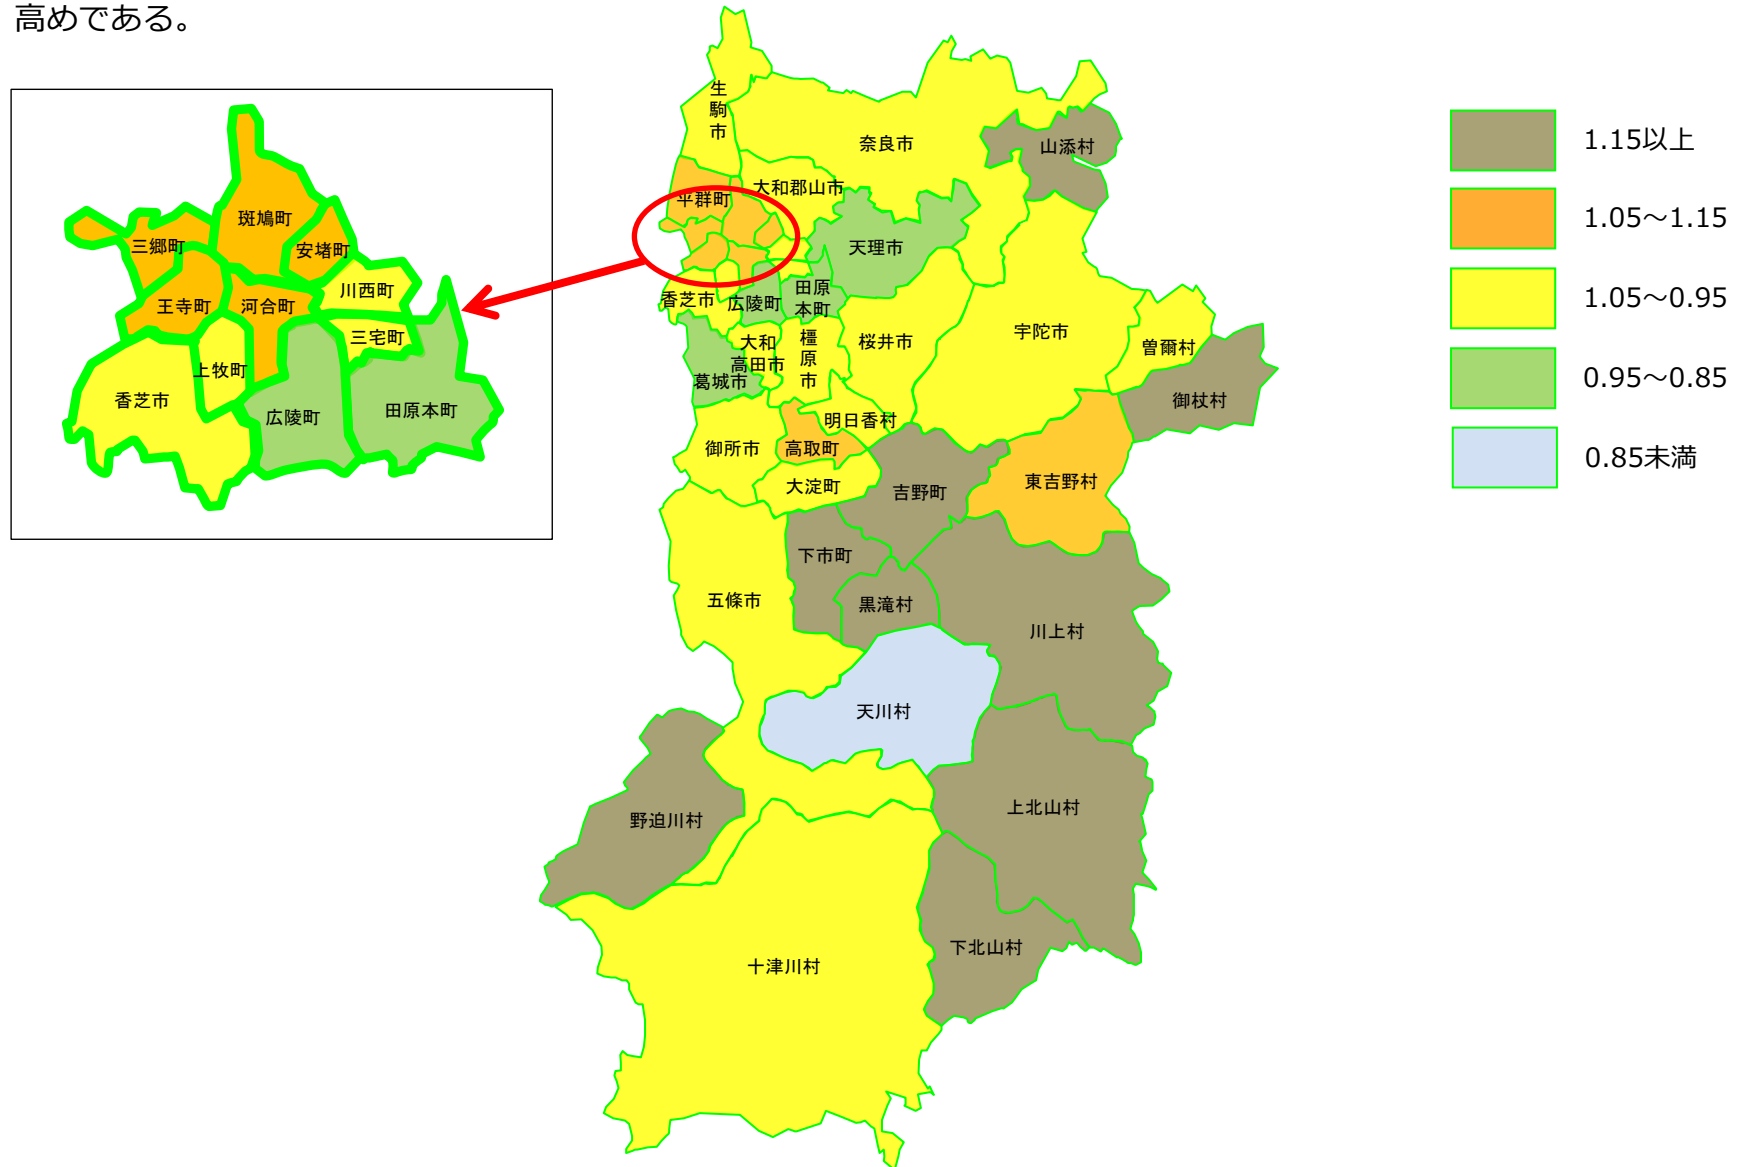 高めである。
斑鳩町
三郷町
安堵町
川西町
王寺町
河合町
三宅町
上牧町
香芝市
広陵町
田原本町
生駒市
奈良市
山添村
大和郡山市
平群町
天理市
香芝市
広陵町
田原
本町
宇陀市
曽爾村
御杖村
桜井市
橿原市
大和
高田市
葛城市
明日香村
御所市
高取町
大淀町
吉野町
東吉野村
下市町
黒滝村
五條市
川上村
天川村
上北山村
野迫川村
下北山村
十津川村
1.15以上
1.05～1.15
1.05～0.95
0.95～0.85
0.85未満